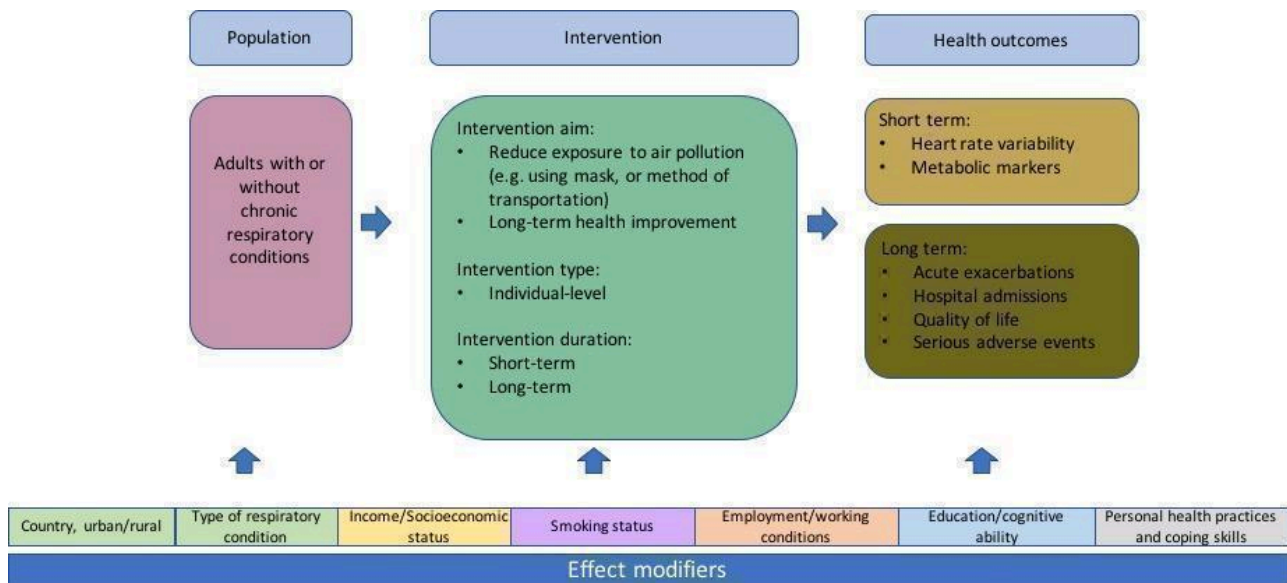 Population
Intervention
Health outcomes
Adults with or
without
chronic
respiratory
conditions
Intervention aim:
• Reduce exposure to air pollution
(e.g. using mask, or method of
transportation)
• Long-term health improvement
Intervention type:
• Individual-level
Intervention duration:
• Short-term
• Long-term
Short term:
• Heart rate variability
• Metabolic markers
Long term:
• Acute exacerbations
• Hospital admissions
• Quality of life
• Serious adverse events
Country, urban/rural
Type of respiratory
condition
Income/Socioeconomic
status
Smoking status
Employment/working
conditions
Education/cognitive
ability
Personal health practices
and coping skills
Effect modifiers